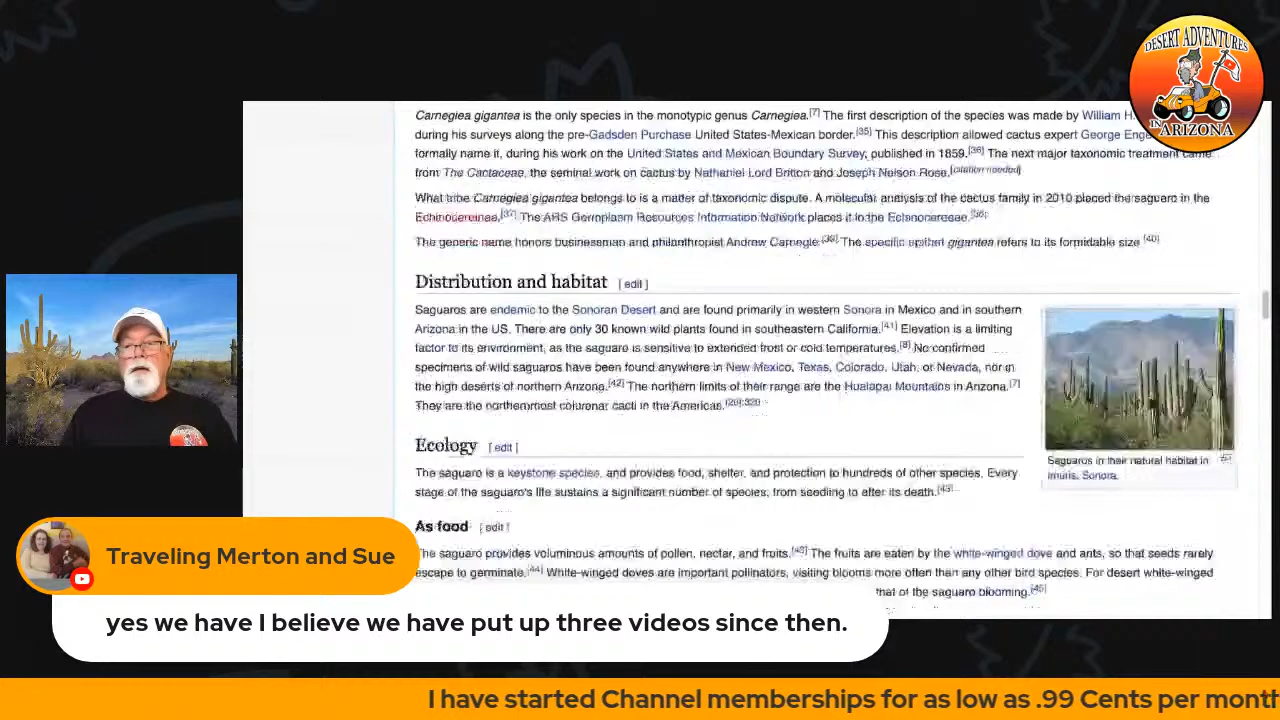 DESERT ADVENTURES
IN ARIZONA
Carnegiea gigantea is the only species in the monotypic genus Carnegiea.[7] The first description of the species was made by William H.
during his surveys along the pre-Gadsden Purchase United States-Mexican border.[35] This description allowed cactus expert George Enge
formally name it, during his work on the United States and Mexican Boundary Survey, published in 1859.[36] The next major taxonomic treatment came
from The Cactaceae, the seminal work on cactus by Nathaniel Lord Britton and Joseph Nelson Rose.[citation needed]
What tribe Carnegiea gigantea belongs to is a matter of taxonomic dispute. A molecular analysis of the cactus family in 2010 placed the saguaro in the
Echinocereinae.[37] The ARS Germplasm Resources Information Network places it in the Echinocereeae.[38]
The generic name honors businessman and philanthropist Andrew Carnegie.[39] The specific epithet gigantea refers to its formidable size.[40]
Distribution and habitat [ edit ]
Saguaros are endemic to the Sonoran Desert and are found primarily in western Sonora in Mexico and in southern
Arizona in the US. There are only 30 known wild plants found in southeastern California.[41] Elevation is a limiting
factor to its environment, as the saguaro is sensitive to extended frost or cold temperatures.[8] No confirmed
specimens of wild saguaros have been found anywhere in New Mexico, Texas, Colorado, Utah, or Nevada, nor in
the high deserts of northern Arizona.[42] The northern limits of their range are the Hualapai Mountains in Arizona.[7]
They are the northernmost columnar cacti in the Americas.[29]:320
Saguaros in their natural habitat in
Imuris, Sonora.
Ecology [ edit ]
The saguaro is a keystone species, and provides food, shelter, and protection to hundreds of other species. Every
stage of the saguaro's life sustains a significant number of species, from seedling to after its death.[43]
As food [ edit ]
The saguaro provides voluminous amounts of pollen, nectar, and fruits.[43] The fruits are eaten by the white-winged dove and ants, so that seeds rarely
escape to germinate.[44] White-winged doves are important pollinators, visiting blooms more often than any other bird species. For desert white-winged
that of the saguaro blooming.[45]
Traveling Merton and Sue
yes we have I believe we have put up three videos since then.
I have started Channel memberships for as low as .99 Cents per month